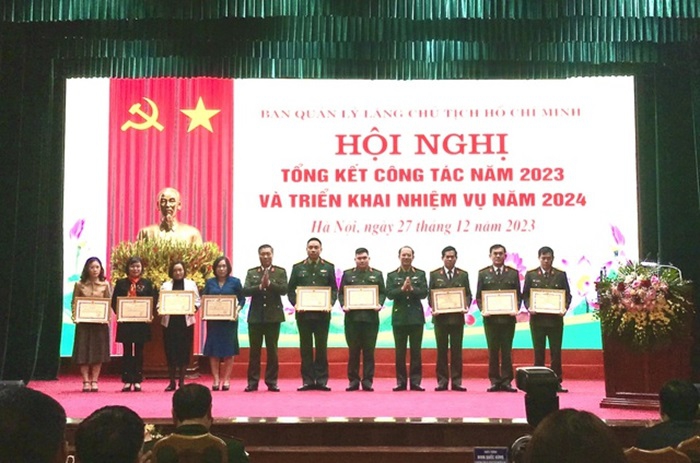 BAN QUẢN LÝ LĂNG CHỦ TỊCH HỒ CHÍ MINH
HỘI NGHỊ
TỔNG KẾT CÔNG TÁC NĂM 2023
VÀ TRIỂN KHAI NHIỆM VỤ NĂM 2024
Hà Nội, ngày 27 tháng 12 năm 2023